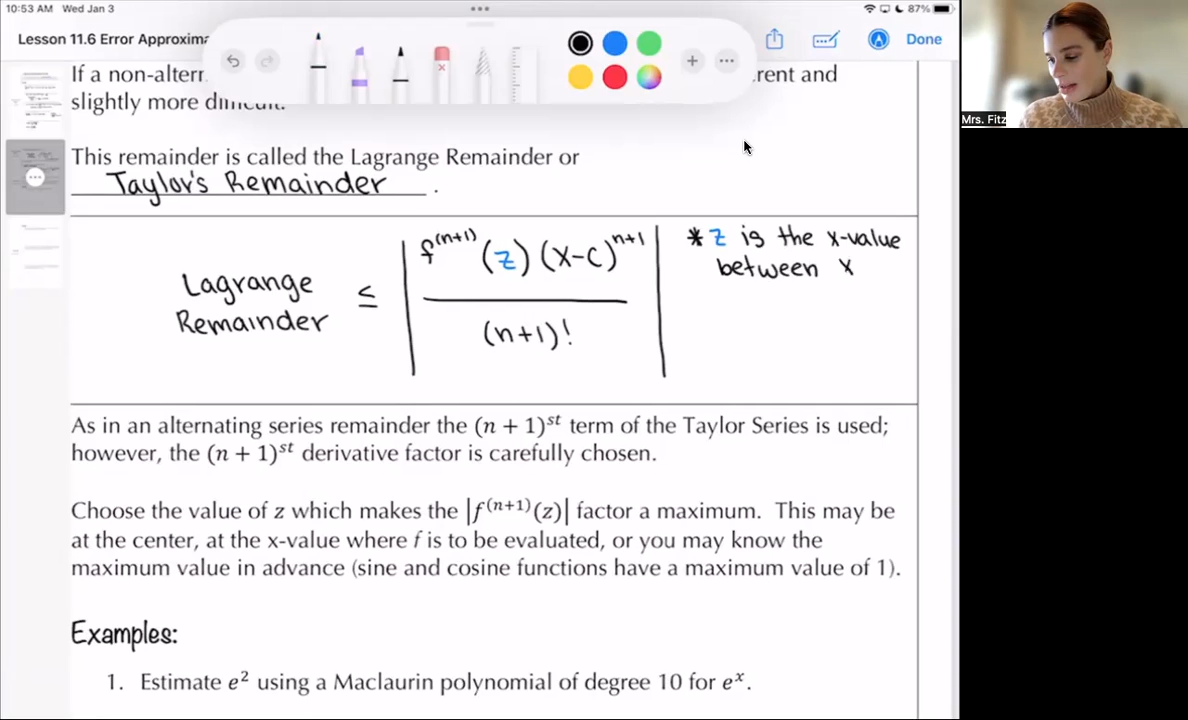 10:53 AM Wed Jan 3
87%
Lesson 11.6 Error Approxima
Done
If a non-alterr
.rent and
slightly more difficult.
This remainder is called the Lagrange Remainder or
Taylor's Remainder.
Lagrange Remainder ≤ | f^(n+1) (z) (x-c)^n+1 / (n+1)! |
* z is the x-value
between x
As in an alternating series remainder the (n + 1)^st term of the Taylor Series is used;
however, the (n + 1)^st derivative factor is carefully chosen.
Choose the value of z which makes the |f^(n+1)(z)| factor a maximum. This may be
at the center, at the x-value where f is to be evaluated, or you may know the
maximum value in advance (sine and cosine functions have a maximum value of 1).
Examples:
1. Estimate e² using a Maclaurin polynomial of degree 10 for eˣ.
Mrs. Fitz